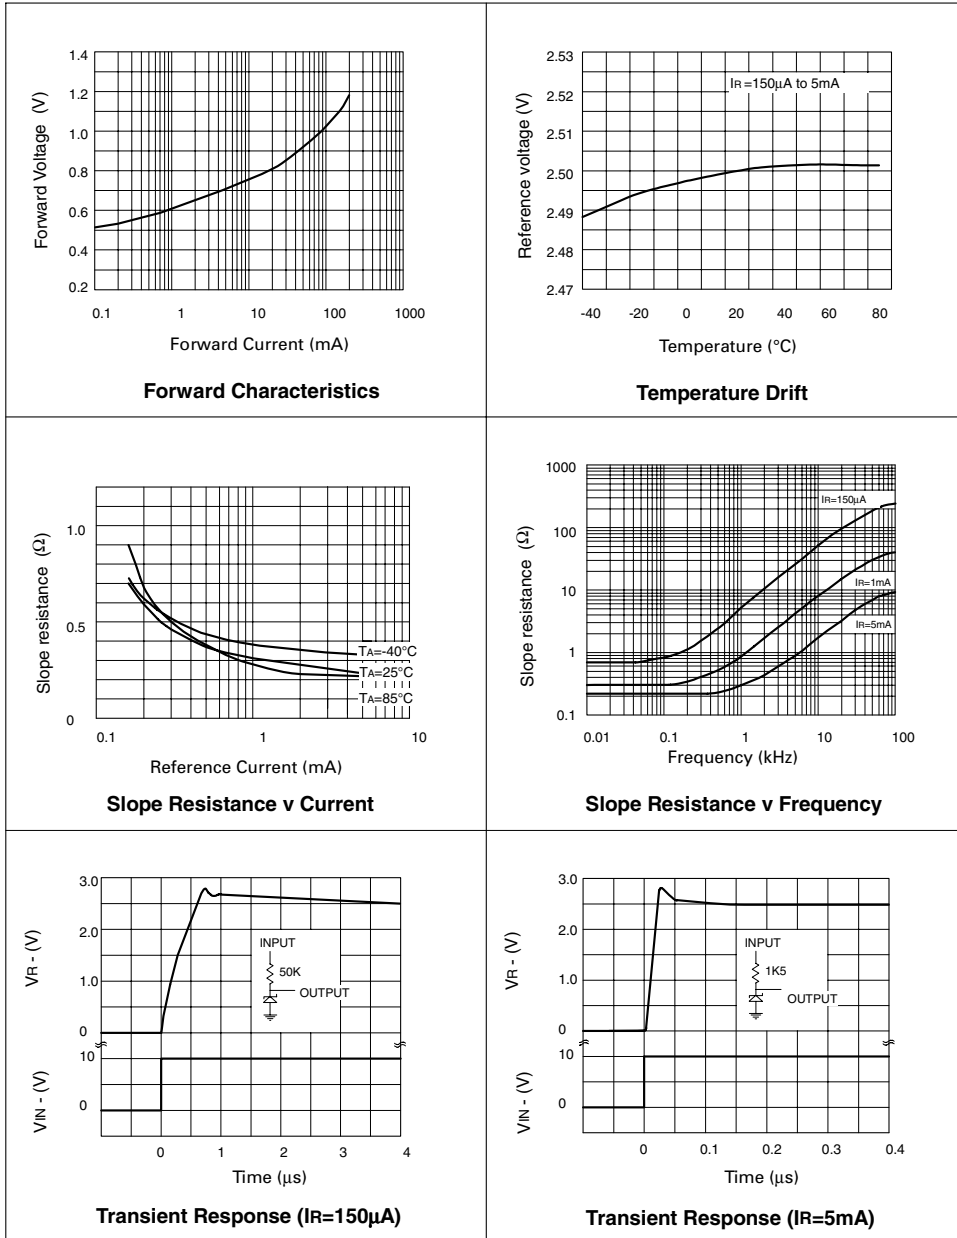 1.4
1.2
1.0
0.8
0.6
0.4
0.2
Forward Voltage (V)
0.1 1 10 100 1000
Forward Current (mA)
Forward Characteristics
2.53
2.52
2.51
2.50
2.49
2.48
2.47
Reference voltage (V)
IR =150µA to 5mA
-40 -20 0 20 40 60 80
Temperature (°C)
Temperature Drift
1.0
0.5
0
Slope resistance (Ω)
TA=-40°C
TA=25°C
TA=85°C
0.1 1 10
Reference Current (mA)
Slope Resistance v Current
1000
100
10
1
0.1
Slope resistance (Ω)
IR=150µA
IR=1mA
IR=5mA
0.01 0.1 1 10 100
Frequency (kHz)
Slope Resistance v Frequency
3.0
2.0
1.0
0
VR - (V)
INPUT
50K
OUTPUT
10
0
VIN - (V)
0 1 2 3 4
Time (µs)
Transient Response (IR=150µA)
3.0
2.0
1.0
0
VR - (V)
INPUT
1K5
OUTPUT
10
0
VIN - (V)
0 0.1 0.2 0.3 0.4
Time (µs)
Transient Response (IR=5mA)